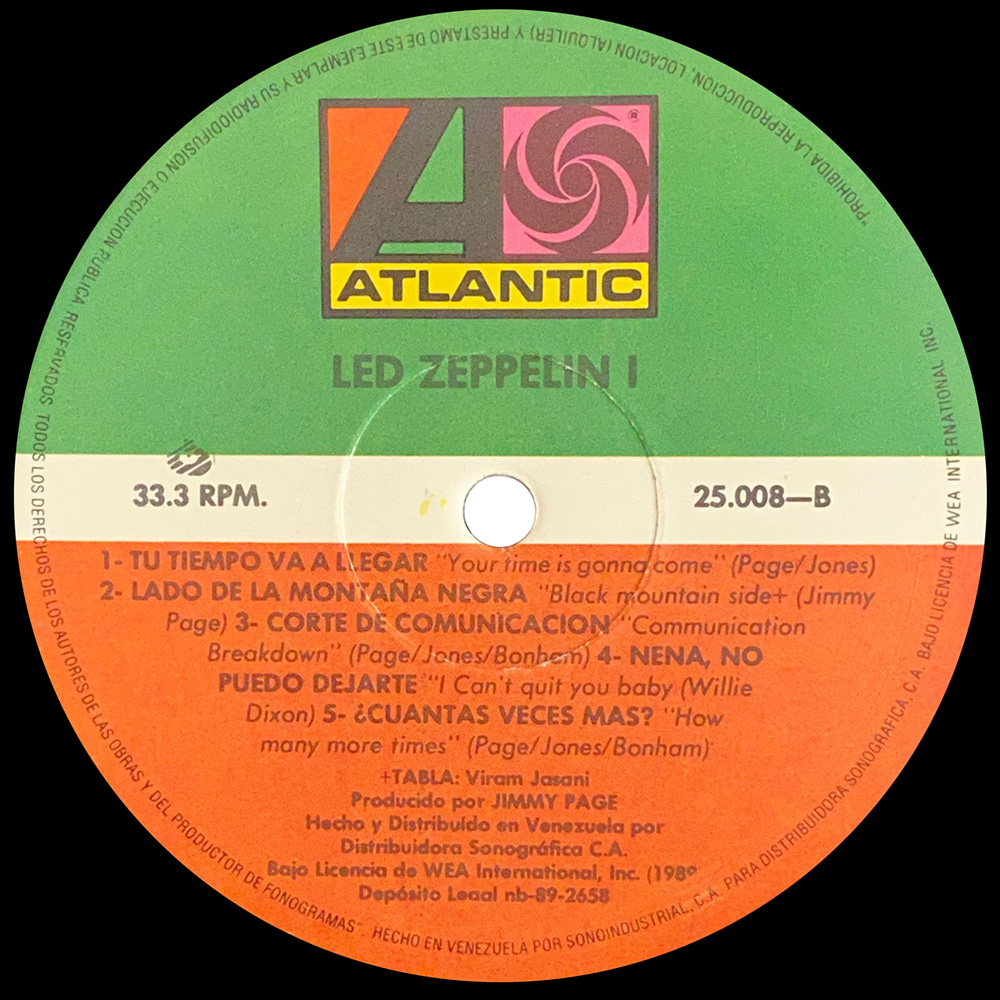 "PROHIBIDA LA REPRODUCCION, LOCACION (ALQUILER) Y PRESTAMO DE ESTE EJEMPLAR Y SU RADIODIFUSION O EJECUCION PUBLICA. RESERVADOS TODOS LOS DERECHOS DE LOS AUTORES DE LAS OBRAS Y DEL PRODUCTOR DE FONOGRAMAS" HECHO EN VENEZUELA POR SONOINDUSTRIAL, C.A. PARA DISTRIBUIDORA SONOGRAFICA C.A. BAJO LICENCIA DE WEA INTERNATIONAL INC.
®
ATLANTIC
LED ZEPPELIN I
33.3 RPM.
25.008—B
1- TU TIEMPO VA A LLEGAR "Your time is gonna come" (Page/Jones)
2- LADO DE LA MONTAÑA NEGRA "Black mountain side+ (Jimmy
Page) 3- CORTE DE COMUNICACION "Communication
Breakdown" (Page/Jones/Bonham) 4- NENA, NO
PUEDO DEJARTE "I Can't quit you baby (Willie
Dixon) 5- ¿CUANTAS VECES MAS? "How
many more times" (Page/Jones/Bonham)
+TABLA: Viram Jasani
Producido por JIMMY PAGE
Hecho y Distribuído en Venezuela por
Distribuidora Sonográfica C.A.
Bajo Licencia de WEA International, Inc. (1989
Depósito Legal nb-89-2658